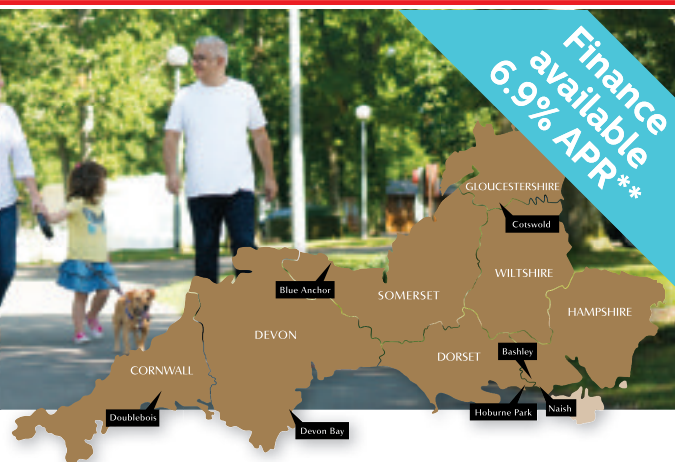 Finance
available
6.9% APR**
GLOUCESTERSHIRE
Cotswold
WILTSHIRE
Blue Anchor
SOMERSET
HAMPSHIRE
DEVON
Bashley
DORSET
CORNWALL
Doublebois
Hoburne Park
Naish
Devon Bay